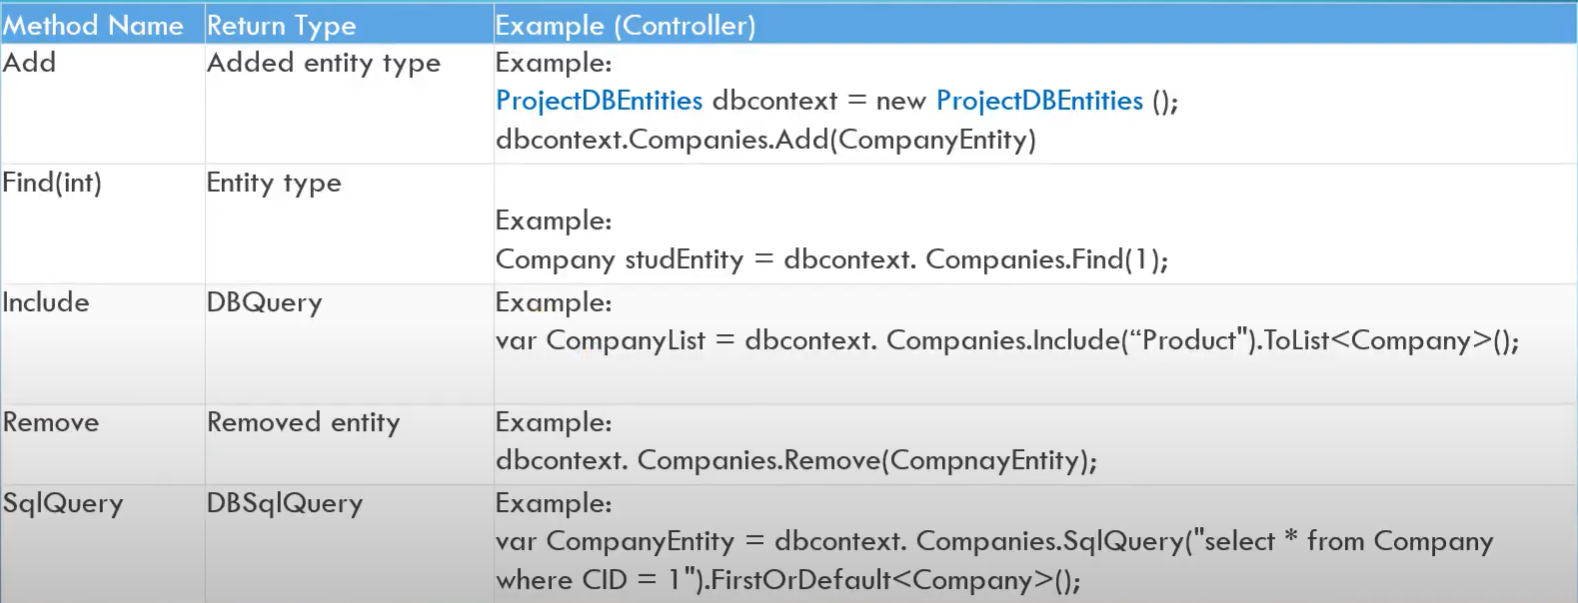 Method Name Return Type Example (Controller)
Add Added entity type Example:
ProjectDBEntities dbcontext = new ProjectDBEntities ();
dbcontext.Companies.Add(CompanyEntity)
Find(int) Entity type
Example:
Company studEntity = dbcontext. Companies.Find(1);
Include DBQuery Example:
var CompanyList = dbcontext. Companies.Include(“Product").ToList<Company>();
Remove Removed entity Example:
dbcontext. Companies.Remove(CompnayEntity);
SqlQuery DBSqlQuery Example:
var CompanyEntity = dbcontext. Companies.SqlQuery("select * from Company
where CID = 1").FirstOrDefault<Company>();